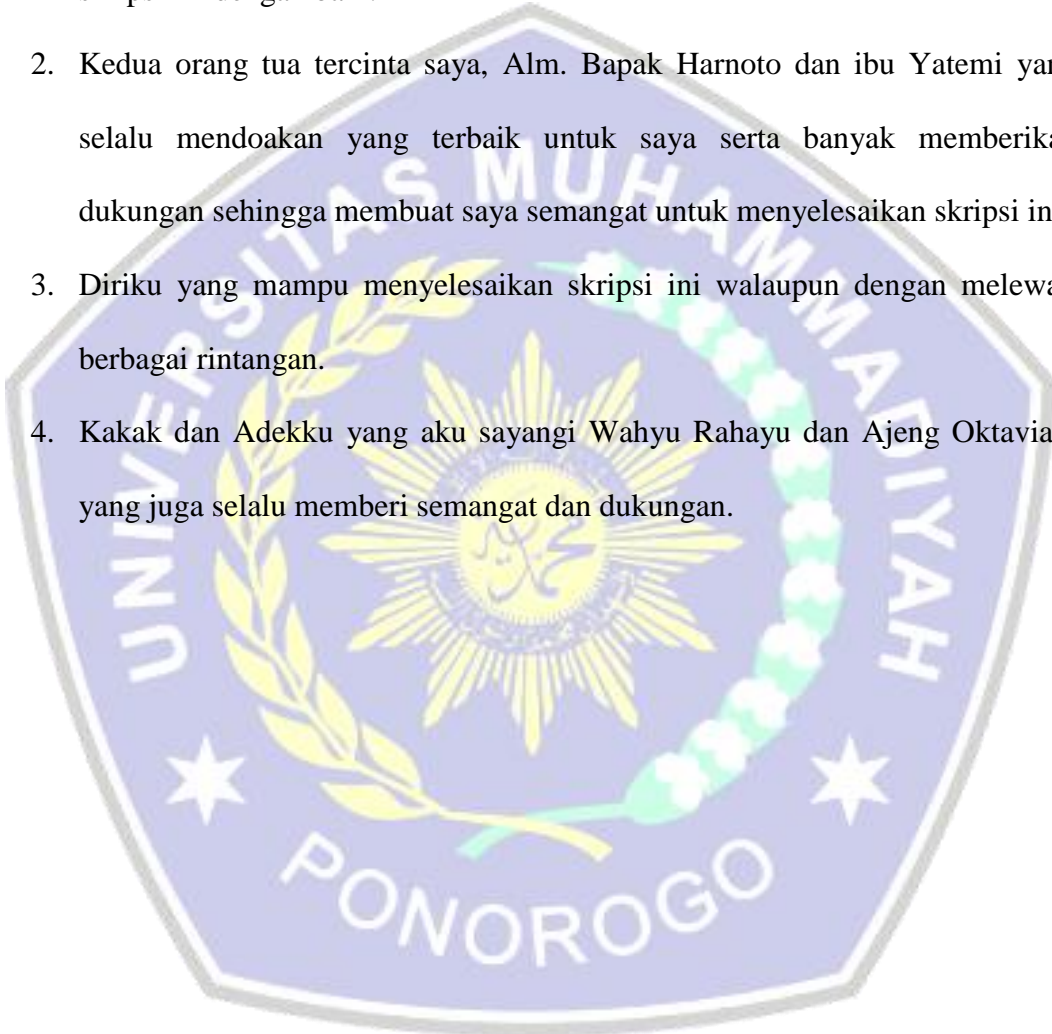 2. Kedua orang tua tercinta saya, Alm. Bapak Harnoto dan ibu Yatemi yan
selalu mendoakan yang terbaik untuk saya serta banyak memberika
dukungan sehingga membuat saya semangat untuk menyelesaikan skripsi in
3. Diriku yang mampu menyelesaikan skripsi ini walaupun dengan melewa
berbagai rintangan.
4. Kakak dan Adekku yang aku sayangi Wahyu Rahayu dan Ajeng Oktavia
yang juga selalu memberi semangat dan dukungan.
UNIVERSITAS MUHAMMADIYAH
محمدية
PONOROGO